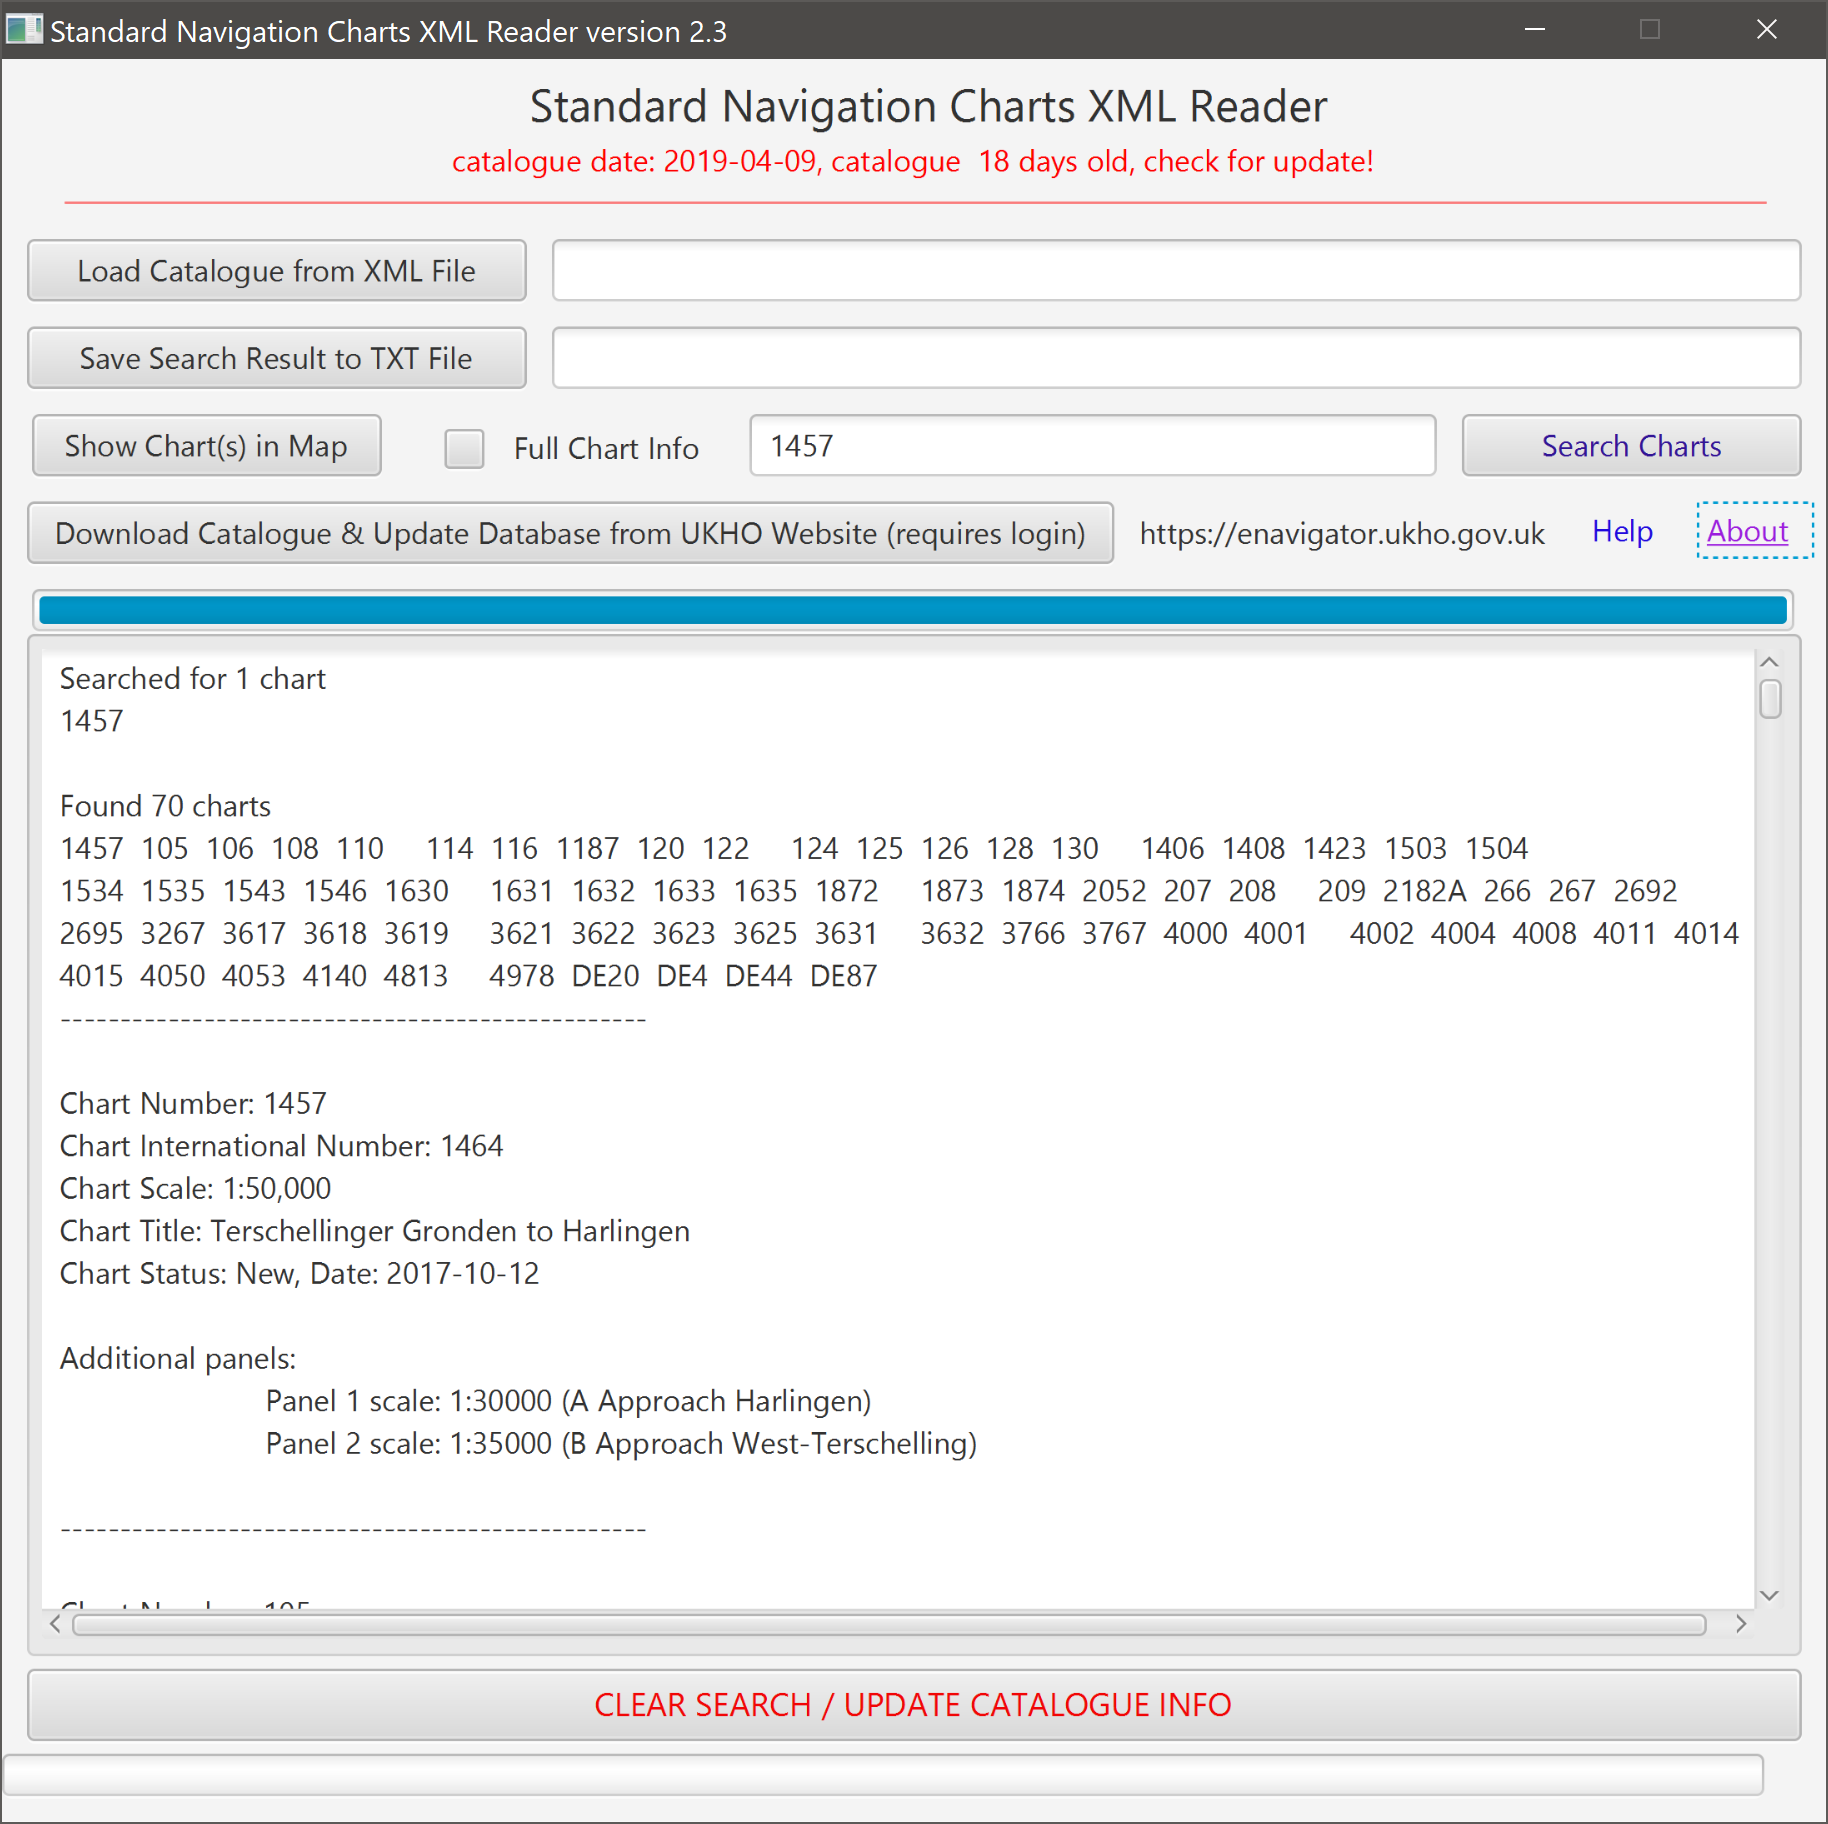 Standard Navigation Charts XML Reader version 2.3
Standard Navigation Charts XML Reader
catalogue date: 2019-04-09, catalogue  18 days old, check for update!
Load Catalogue from XML File
Save Search Result to TXT File
Show Chart(s) in Map Full Chart Info 1457 Search Charts
Download Catalogue & Update Database from UKHO Website (requires login) https://enavigator.ukho.gov.uk Help About
Searched for 1 chart
1457
Found 70 charts
1457 105 106 108 110 114 116 1187 120 122 124 125 126 128 130 1406 1408 1423 1503 1504
1534 1535 1543 1546 1630 1631 1632 1633 1635 1872 1873 1874 2052 207 208 209 2182A 266 267 2692
2695 3267 3617 3618 3619 3621 3622 3623 3625 3631 3632 3766 3767 4000 4001 4002 4004 4008 4011 4014
4015 4050 4053 4140 4813 4978 DE20 DE4 DE44 DE87
-------------------------------------------------
Chart Number: 1457
Chart International Number: 1464
Chart Scale: 1:50,000
Chart Title: Terschellinger Gronden to Harlingen
Chart Status: New, Date: 2017-10-12
Additional panels:
Panel 1 scale: 1:30000 (A Approach Harlingen)
Panel 2 scale: 1:35000 (B Approach West-Terschelling)
-------------------------------------------------
Chart Number: 105
CLEAR SEARCH / UPDATE CATALOGUE INFO